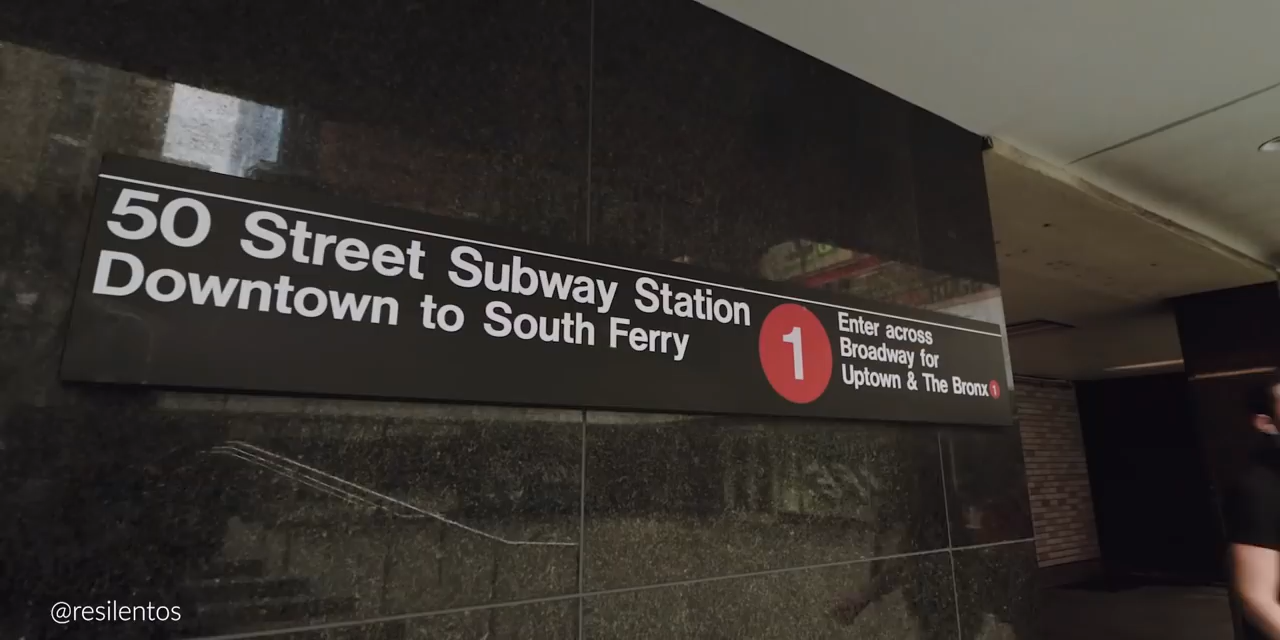 50 Street Subway Station
Downtown to South Ferry
1
Enter across
Broadway for
Uptown & The Bronx 1
@resilentos